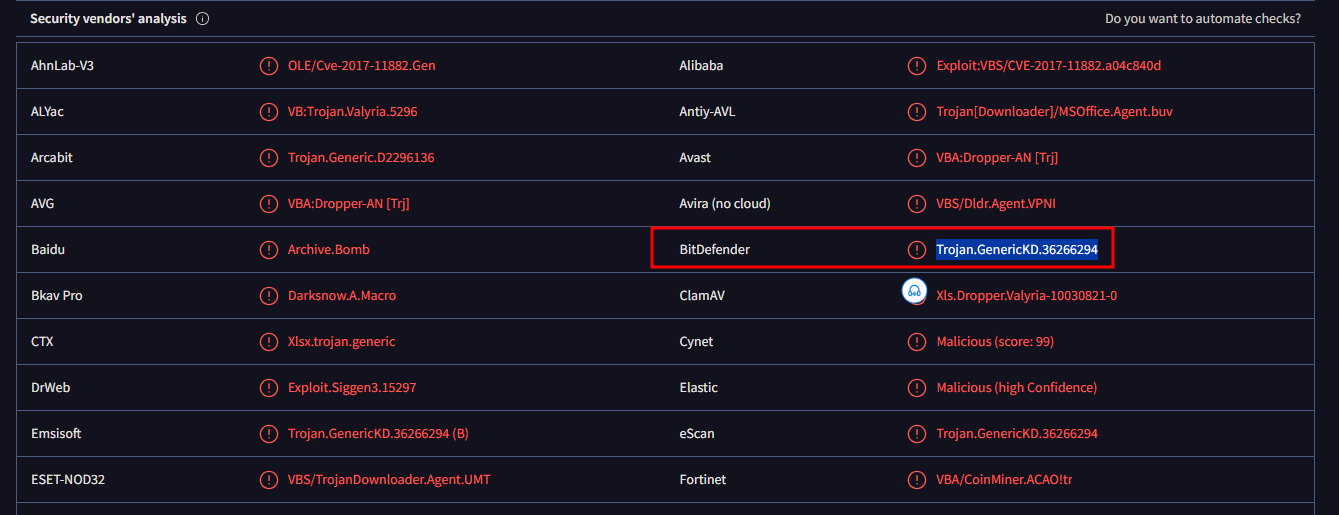 Security vendors' analysis Do you want to automate checks?
AhnLab-V3 OLE/Cve-2017-11882.Gen Alibaba Exploit:VBS/CVE-2017-11882.a04c840d
ALYac VB:Trojan.Valyria.5296 Antiy-AVL Trojan[Downloader]/MSOffice.Agent.buv
Arcabit Trojan.Generic.D2296136 Avast VBA:Dropper-AN [Trj]
AVG VBA:Dropper-AN [Trj] Avira (no cloud) VBS/Dldr.Agent.VPNI
Baidu Archive.Bomb BitDefender Trojan.GenericKD.36266294
Bkav Pro Darksnow.A.Macro ClamAV Xls.Dropper.Valyria-10030821-0
CTX Xlsx.trojan.generic Cynet Malicious (score: 99)
DrWeb Exploit.Siggen3.15297 Elastic Malicious (high Confidence)
Emsisoft Trojan.GenericKD.36266294 (B) eScan Trojan.GenericKD.36266294
ESET-NOD32 VBS/TrojanDownloader.Agent.UMT Fortinet VBA/CoinMiner.ACAO!tr